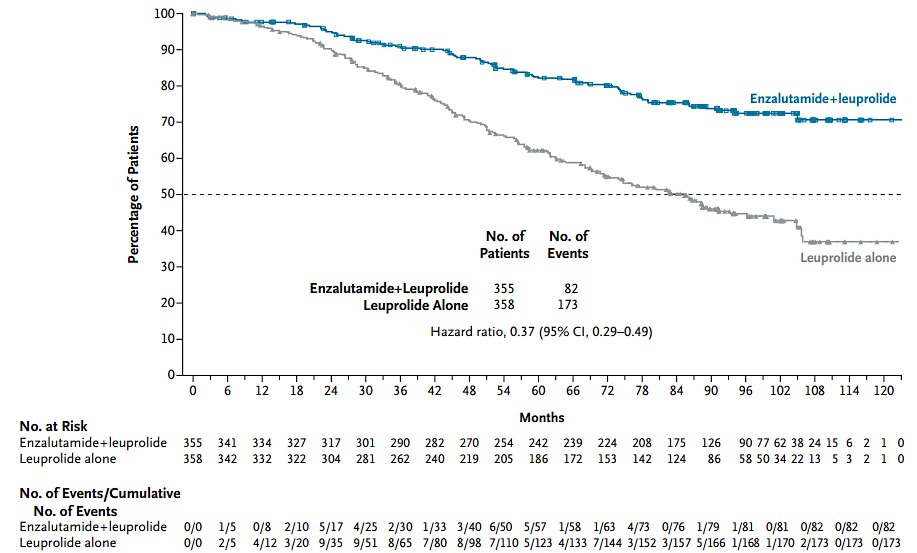 100
90
80
70
60
50
40
30
20
10
0
Percentage of Patients
Enzalutamide+leuprolide
Leuprolide alone
No. of Patients No. of Events
Enzalutamide+Leuprolide 355 82
Leuprolide Alone 358 173
Hazard ratio, 0.37 (95% CI, 0.29–0.49)
0 6 12 18 24 30 36 42 48 54 60 66 72 78 84 90 96 102 108 114 120
Months
No. at Risk
Enzalutamide+leuprolide 355 341 334 327 317 301 290 282 270 254 242 239 224 208 175 126 90 77 62 38 24 15 6 2 1 0
Leuprolide alone 358 342 332 322 304 281 262 240 219 205 186 172 153 142 124 86 58 50 34 22 13 5 3 2 1 0
No. of Events/Cumulative
No. of Events
Enzalutamide+leuprolide 0/0 1/5 0/8 2/10 5/17 4/25 2/30 1/33 3/40 6/50 5/57 1/58 1/63 4/73 0/76 1/79 1/81 0/81 0/82 0/82 0/82
Leuprolide alone 0/0 2/5 4/12 3/20 9/35 9/51 8/65 7/80 8/98 7/110 5/123 4/133 7/144 3/152 3/157 5/166 1/168 1/170 2/173 0/173 0/173